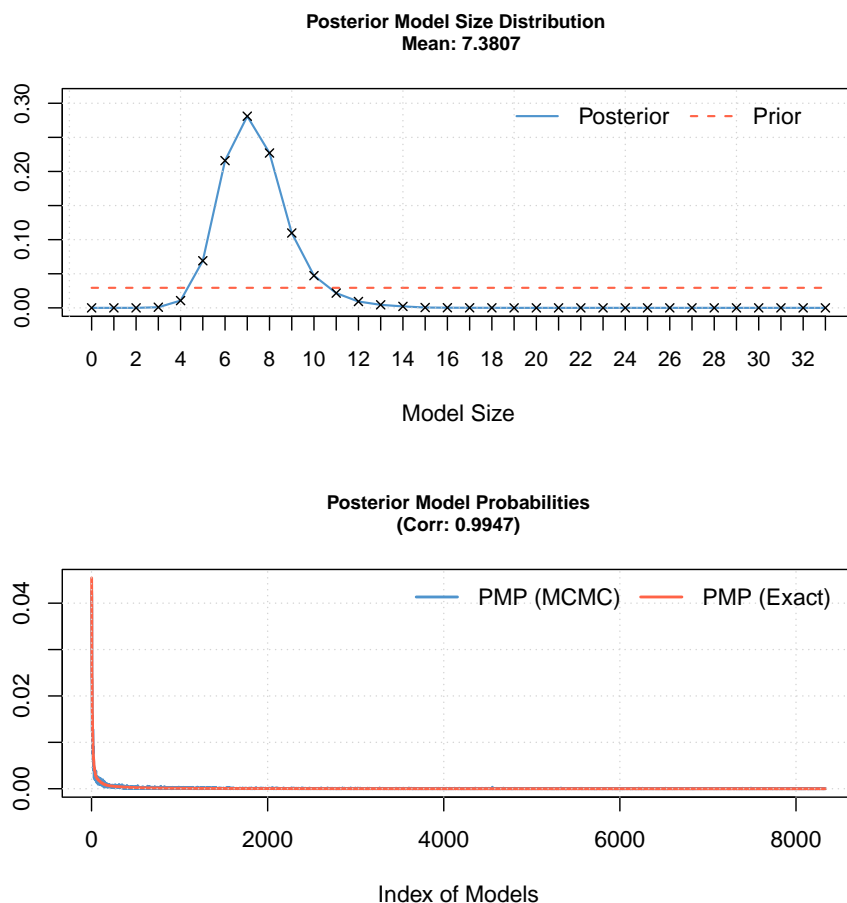 Posterior Model Size Distribution
Mean: 7.3807
0.30
0.20
0.10
0.00
Posterior Prior
0 2 4 6 8 10 12 14 16 18 20 22 24 26 28 30 32
Model Size
Posterior Model Probabilities
(Corr: 0.9947)
0.04
0.02
0.00
PMP (MCMC) PMP (Exact)
0 2000 4000 6000 8000
Index of Models